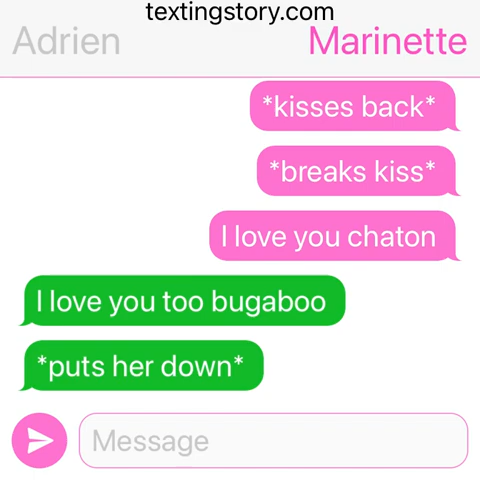 textingstory.com
Adrien Marinette
*kisses back*
*breaks kiss*
I love you chaton
I love you too bugaboo
*puts her down*
Message